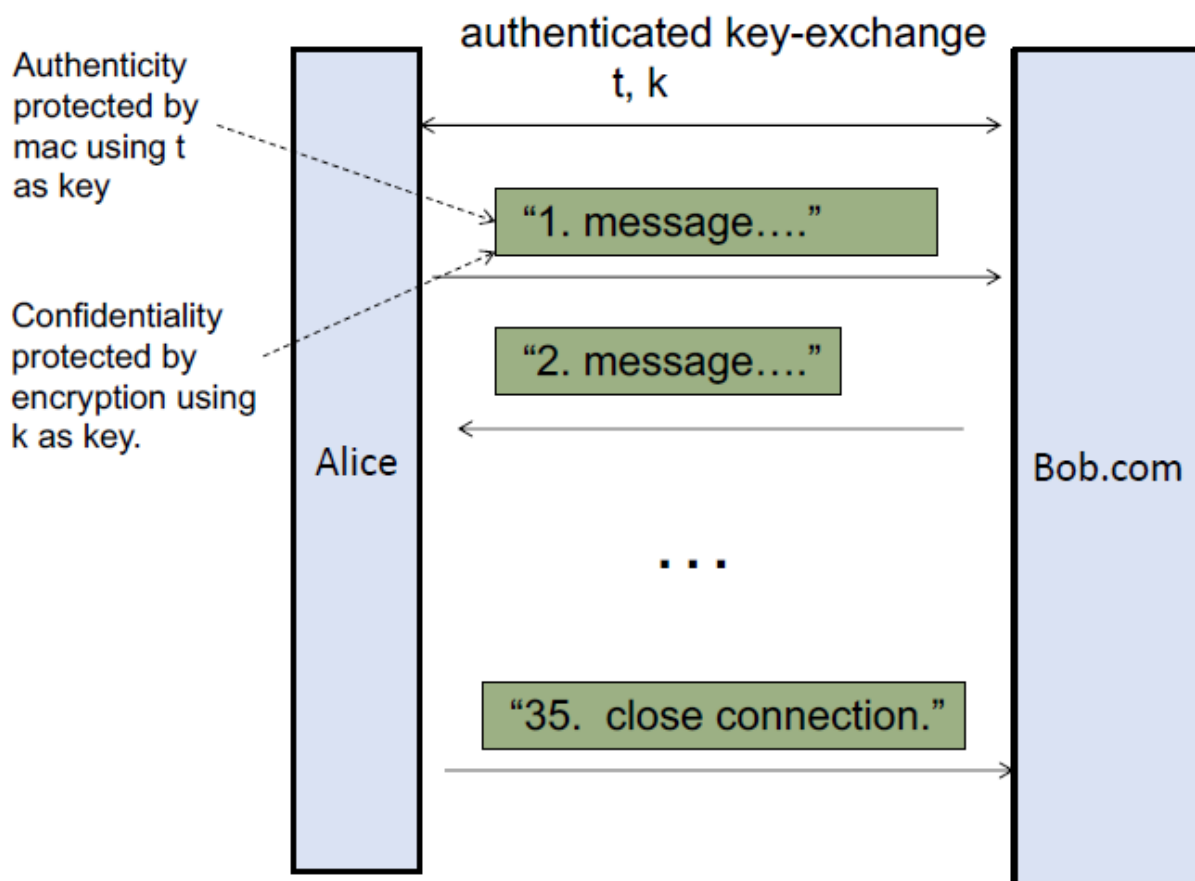 authenticated key-exchange
t, k
Authenticity
protected by
mac using t
as key
“1. message….”
Confidentiality
protected by
encryption using
k as key.
“2. message….”
Alice
Bob.com
. . .
“35.  close connection.”